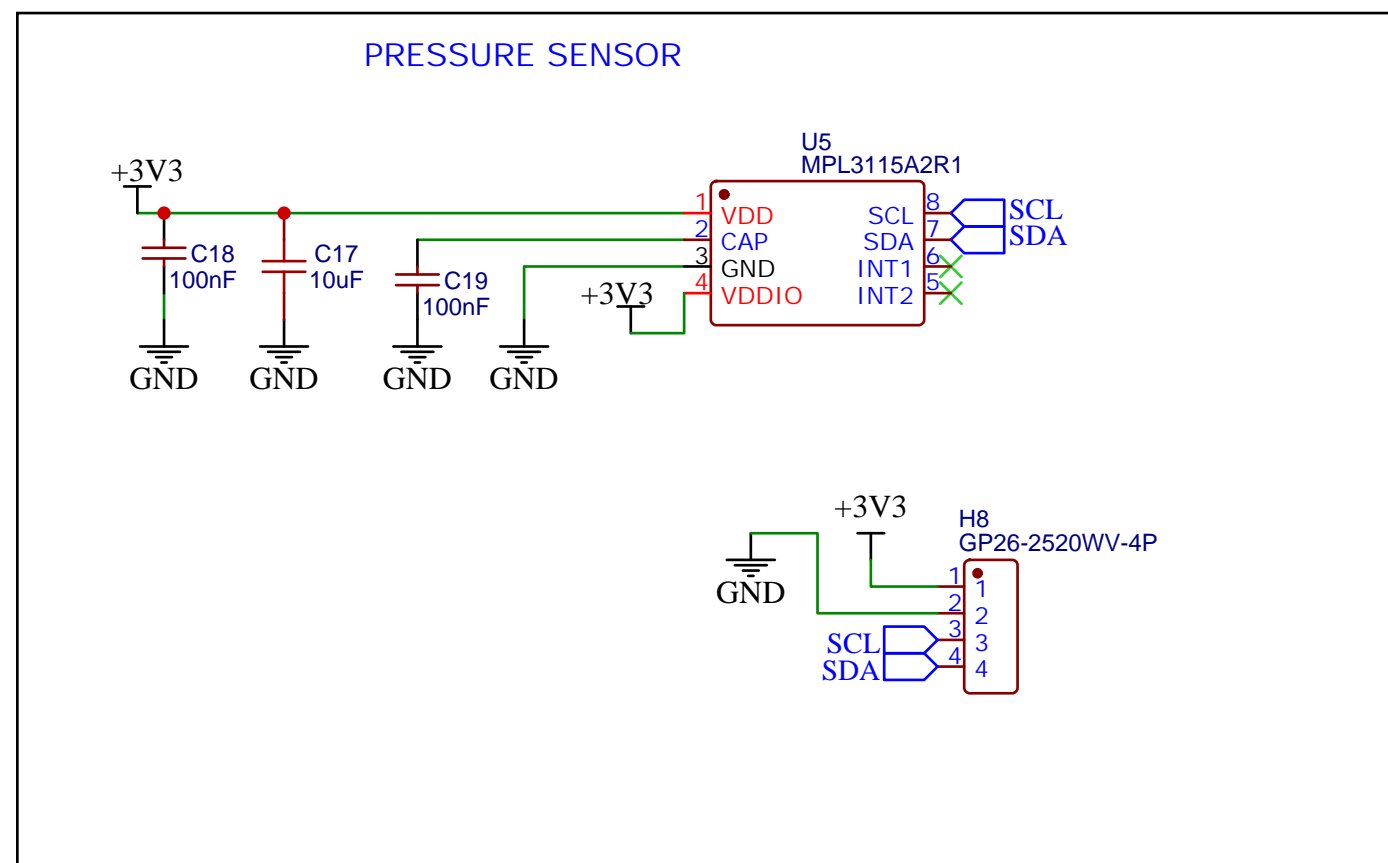 PRESSURE SENSOR
U5
MPL3115A2R1
+3V3
1 VDD
2 CAP
3 GND
4 VDDIO
SCL 8 SCL
SDA 7 SDA
INT1 6
INT2 5
C18
100nF
C17
10uF
C19
100nF
+3V3
GND
GND
GND
GND
+3V3
H8
GP26-2520WV-4P
GND
1 1
2 2
SCL 3 3
SDA 4 4